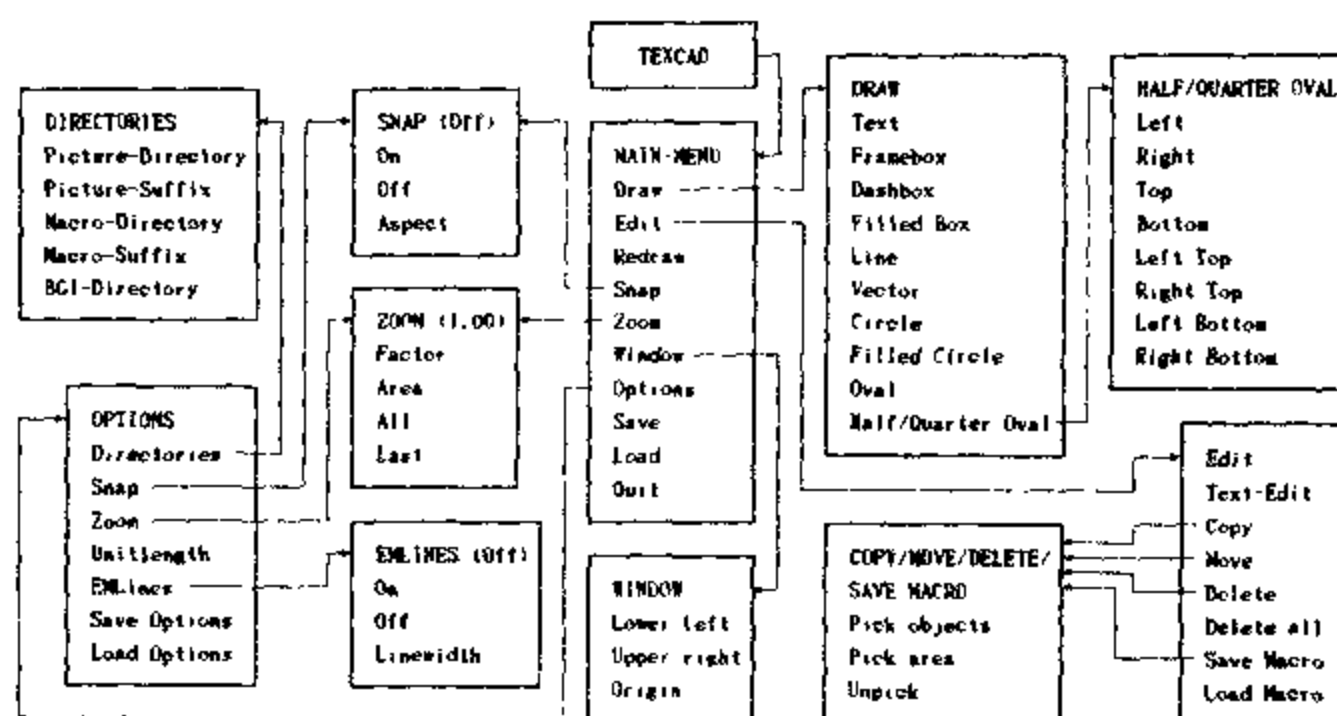 TEXCAD
DIRECTORIES
Picture-Directory
Picture-Suffix
Macro-Directory
Macro-Suffix
BGI-Directory
SNAP (Off)
On
Off
Aspect
MAIN-MENU
Draw
Edit
Redraw
Snap
Zoom
Window
Options
Save
Load
Quit
DRAW
Text
Framebox
Dashbox
Filled Box
Line
Vector
Circle
Filled Circle
Oval
Half/Quarter Oval
HALF/QUARTER OVAL
Left
Right
Top
Bottom
Left Top
Right Top
Left Bottom
Right Bottom
ZOOM (1.00)
Factor
Area
All
Last
OPTIONS
Directories
Snap
Zoom
Unitlength
EMLines
Save Options
Load Options
EMLINES (Off)
On
Off
Linewidth
WINDOW
Lower left
Upper right
Origin
COPY/MOVE/DELETE/
SAVE MACRO
Pick objects
Pick area
Unpick
Edit
Text-Edit
Copy
Move
Delete
Delete all
Save Macro
Load Macro